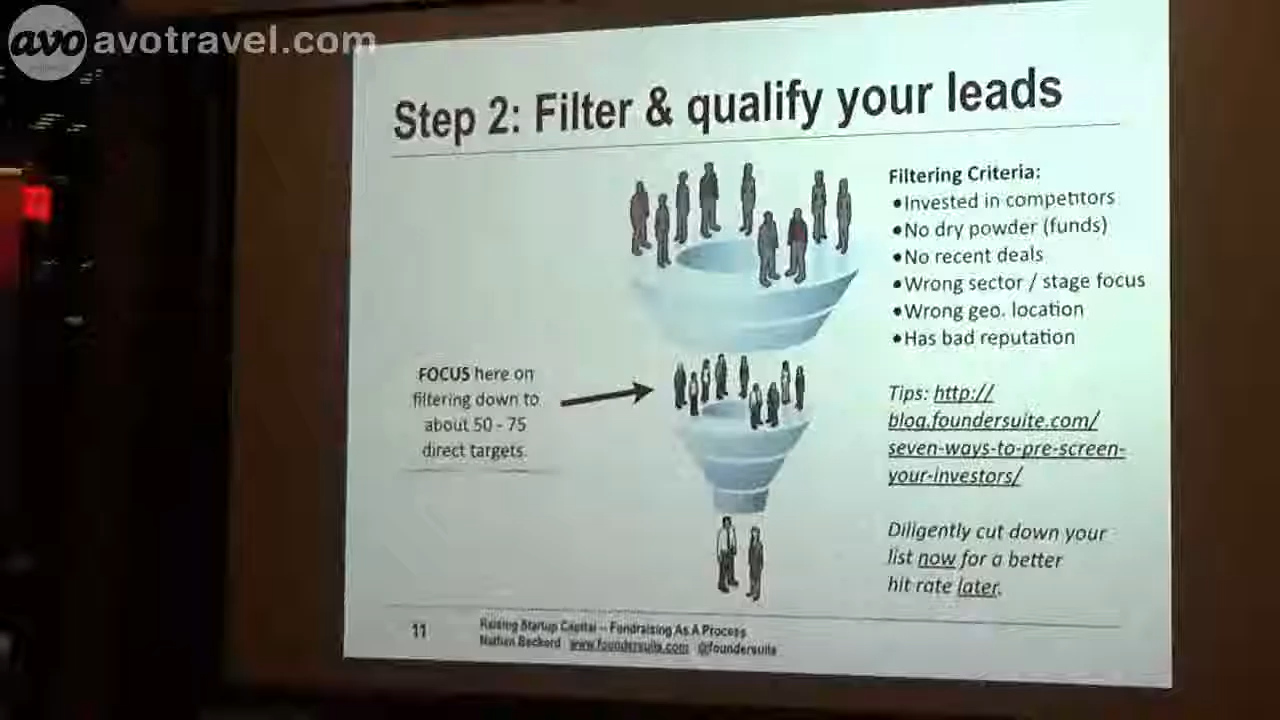 avo avotravel.com
Step 2: Filter & qualify your leads
Filtering Criteria:
•Invested in competitors
•No dry powder (funds)
•No recent deals
•Wrong sector / stage focus
•Wrong geo. location
•Has bad reputation
FOCUS here on
filtering down to
about 50 - 75
direct targets.
Tips: http://
blog.foundersuite.com/
seven-ways-to-pre-screen-
your-investors/
Diligently cut down your
list now for a better
hit rate later.
11
Raising Startup Capital – Fundraising As A Process
Nathan Beckord www.foundersuite.com @foundersuite